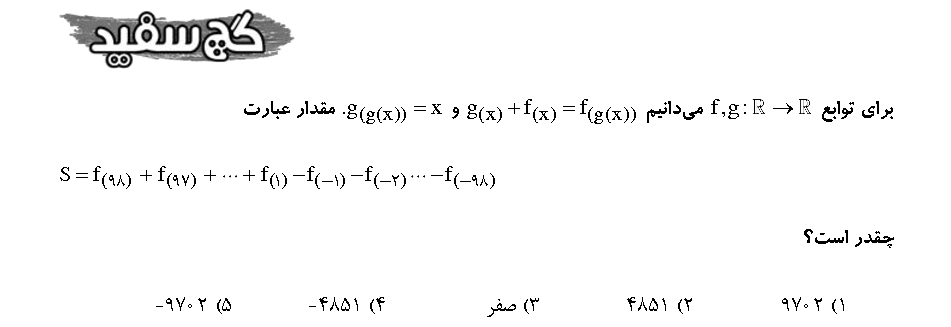 گچ سفید
برای توابع f,g : ℝ → ℝ می‌دانیم g(x) + f(x) = f(g(x)) و g(g(x)) = x. مقدار عبارت
S = f(۹۸) + f(۹۷) + ⋯ + f(۱) − f(−۱) − f(−۲) ⋯ − f(−۹۸)
چقدر است؟
۱) ۹۷۰۲ ۲) ۴۸۵۱ ۳) صفر ۴) ۴۸۵۱− ۵) ۹۷۰۲−